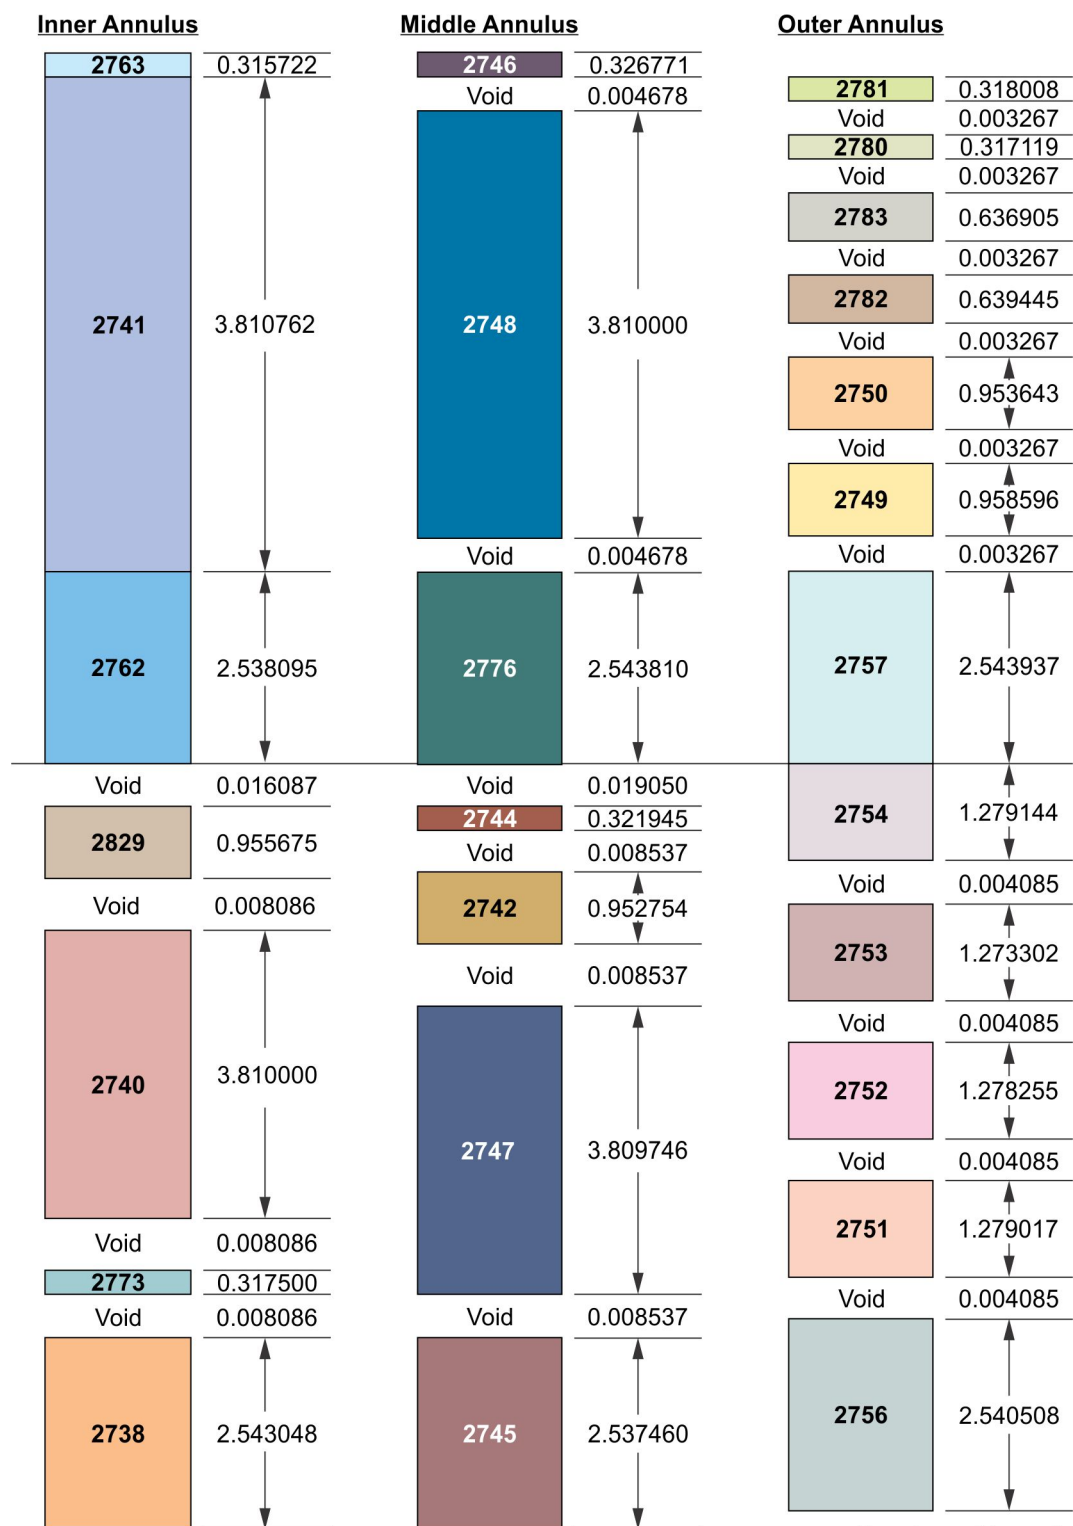 Inner Annulus
2763 0.315722
2741 3.810762
2762 2.538095
Void 0.016087
2829 0.955675
Void 0.008086
2740 3.810000
Void 0.008086
2773 0.317500
Void 0.008086
2738 2.543048
Middle Annulus
2746 0.326771
Void 0.004678
2748 3.810000
Void 0.004678
2776 2.543810
Void 0.019050
2744 0.321945
Void 0.008537
2742 0.952754
Void 0.008537
2747 3.809746
Void 0.008537
2745 2.537460
Outer Annulus
2781 0.318008
Void 0.003267
2780 0.317119
Void 0.003267
2783 0.636905
Void 0.003267
2782 0.639445
Void 0.003267
2750 0.953643
Void 0.003267
2749 0.958596
Void 0.003267
2757 2.543937
2754 1.279144
Void 0.004085
2753 1.273302
Void 0.004085
2752 1.278255
Void 0.004085
2751 1.279017
Void 0.004085
2756 2.540508